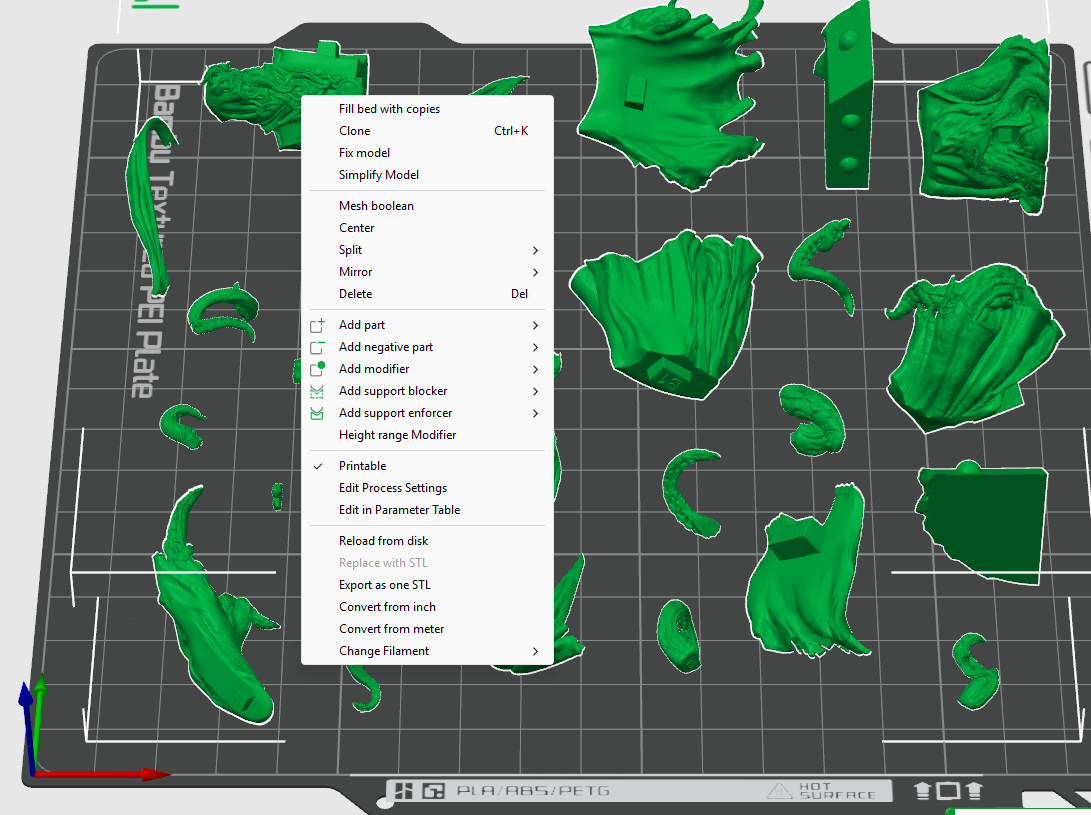 Fill bed with copies
Clone Ctrl+K
Fix model
Simplify Model
Mesh boolean
Center
Split
Mirror
Delete Del
Add part
Add negative part
Add modifier
Add support blocker
Add support enforcer
Height range Modifier
Printable
Edit Process Settings
Edit in Parameter Table
Reload from disk
Replace with STL
Export as one STL
Convert from inch
Convert from meter
Change Filament
PEI Plate
PLA/ABS/PETG
HOT
SURFACE